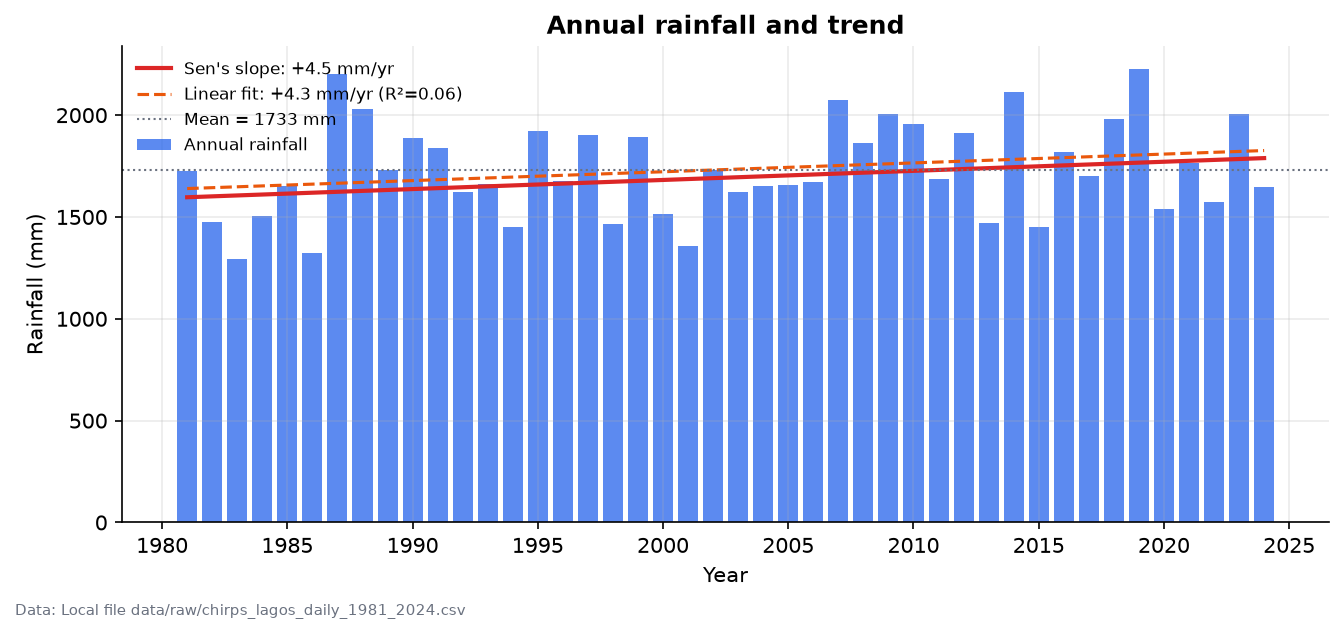 Annual rainfall and trend
Sen's slope: +4.5 mm/yr
Linear fit: +4.3 mm/yr (R²=0.06)
Mean = 1733 mm
Annual rainfall
2000
1500
1000
500
0
Rainfall (mm)
1980 1985 1990 1995 2000 2005 2010 2015 2020 2025
Year
Data: Local file data/raw/chirps_lagos_daily_1981_2024.csv